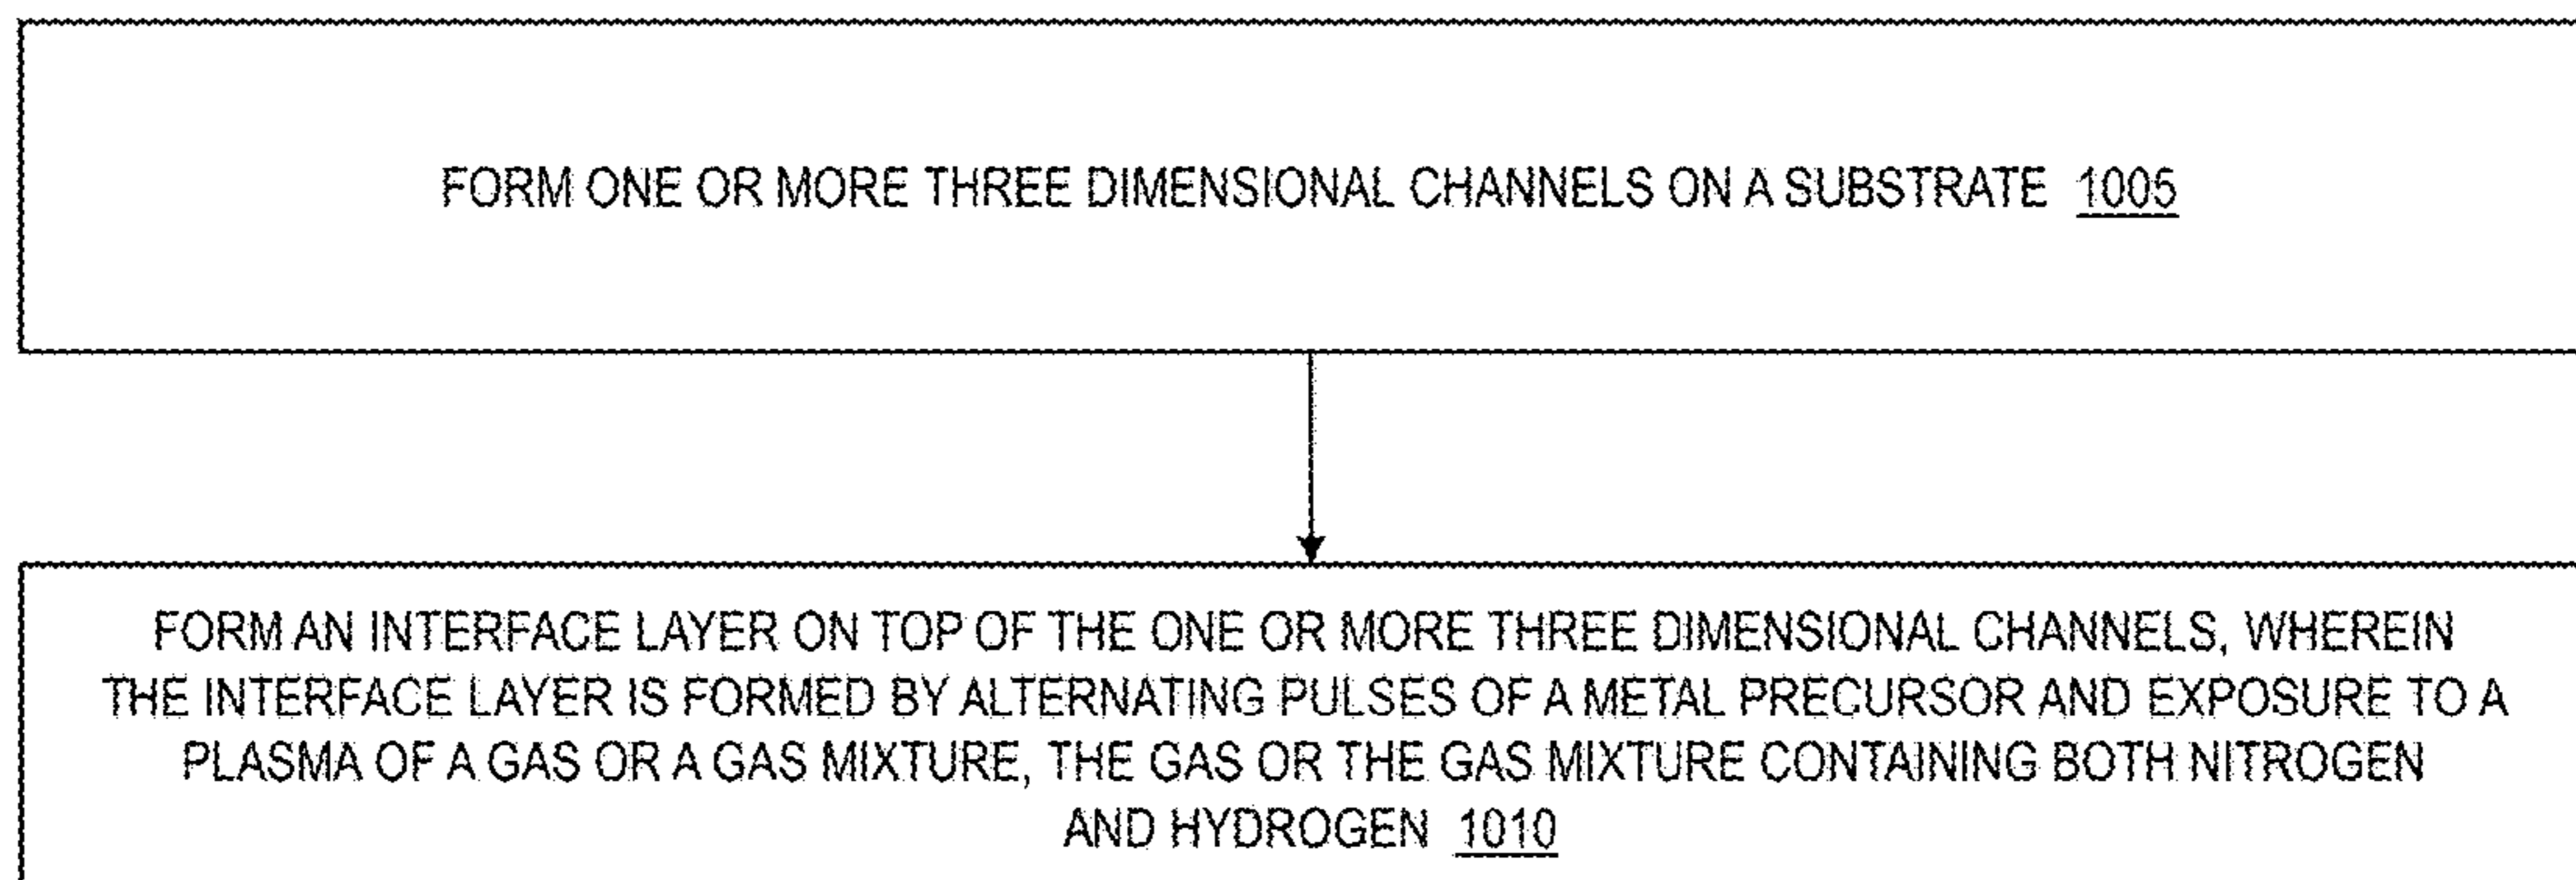 FORM ONE OR MORE THREE DIMENSIONAL CHANNELS ON A SUBSTRATE 1005
FORM AN INTERFACE LAYER ON TOP OF THE ONE OR MORE THREE DIMENSIONAL CHANNELS, WHEREIN
THE INTERFACE LAYER IS FORMED BY ALTERNATING PULSES OF A METAL PRECURSOR AND EXPOSURE TO A
PLASMA OF A GAS OR A GAS MIXTURE, THE GAS OR THE GAS MIXTURE CONTAINING BOTH NITROGEN
AND HYDROGEN 1010